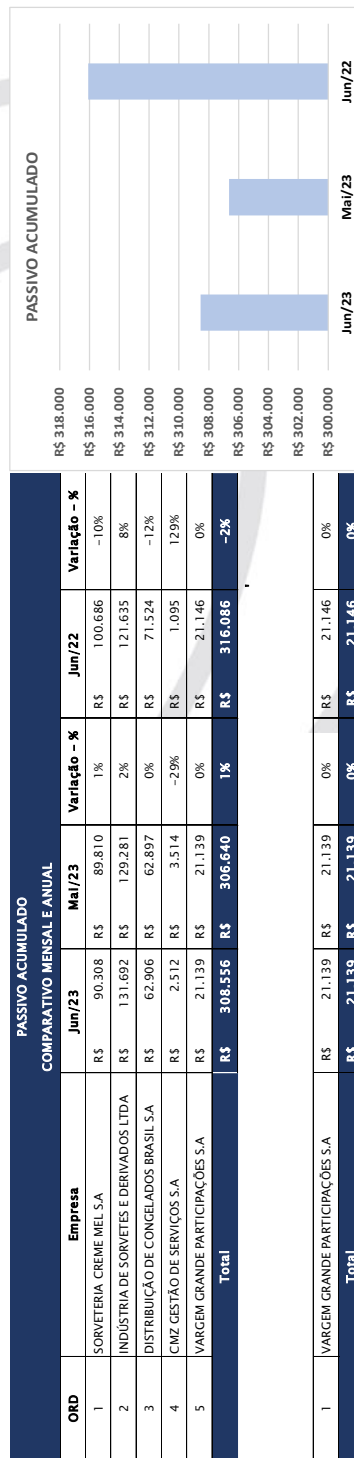 PASSIVO ACUMULADO
COMPARATIVO MENSAL E ANUAL
ORD Empresa Jun/23 Mai/23 Variação - % Jun/22 Variação - %
1 SORVETERIA CREME MEL S.A R$ 90.308 R$ 89.810 1% R$ 100.686 -10%
2 INDÚSTRIA DE SORVETES E DERIVADOS LTDA R$ 131.692 R$ 129.281 2% R$ 121.635 8%
3 DISTRIBUIÇÃO DE CONGELADOS BRASIL S.A R$ 62.906 R$ 62.897 0% R$ 71.524 -12%
4 CMZ GESTÃO DE SERVIÇOS S.A R$ 2.512 R$ 3.514 -29% R$ 1.095 129%
5 VARGEM GRANDE PARTICIPAÇÕES S.A R$ 21.139 R$ 21.139 0% R$ 21.146 0%
Total R$ 308.556 R$ 306.640 1% R$ 316.086 -2%
1 VARGEM GRANDE PARTICIPAÇÕES S.A R$ 21.139 R$ 21.139 0% R$ 21.146 0%
Total R$ 21.139 R$ 21.139 0% R$ 21.146 0%
PASSIVO ACUMULADO
R$ 318.000
R$ 316.000
R$ 314.000
R$ 312.000
R$ 310.000
R$ 308.000
R$ 306.000
R$ 304.000
R$ 302.000
R$ 300.000
Jun/23 Mai/23 Jun/22